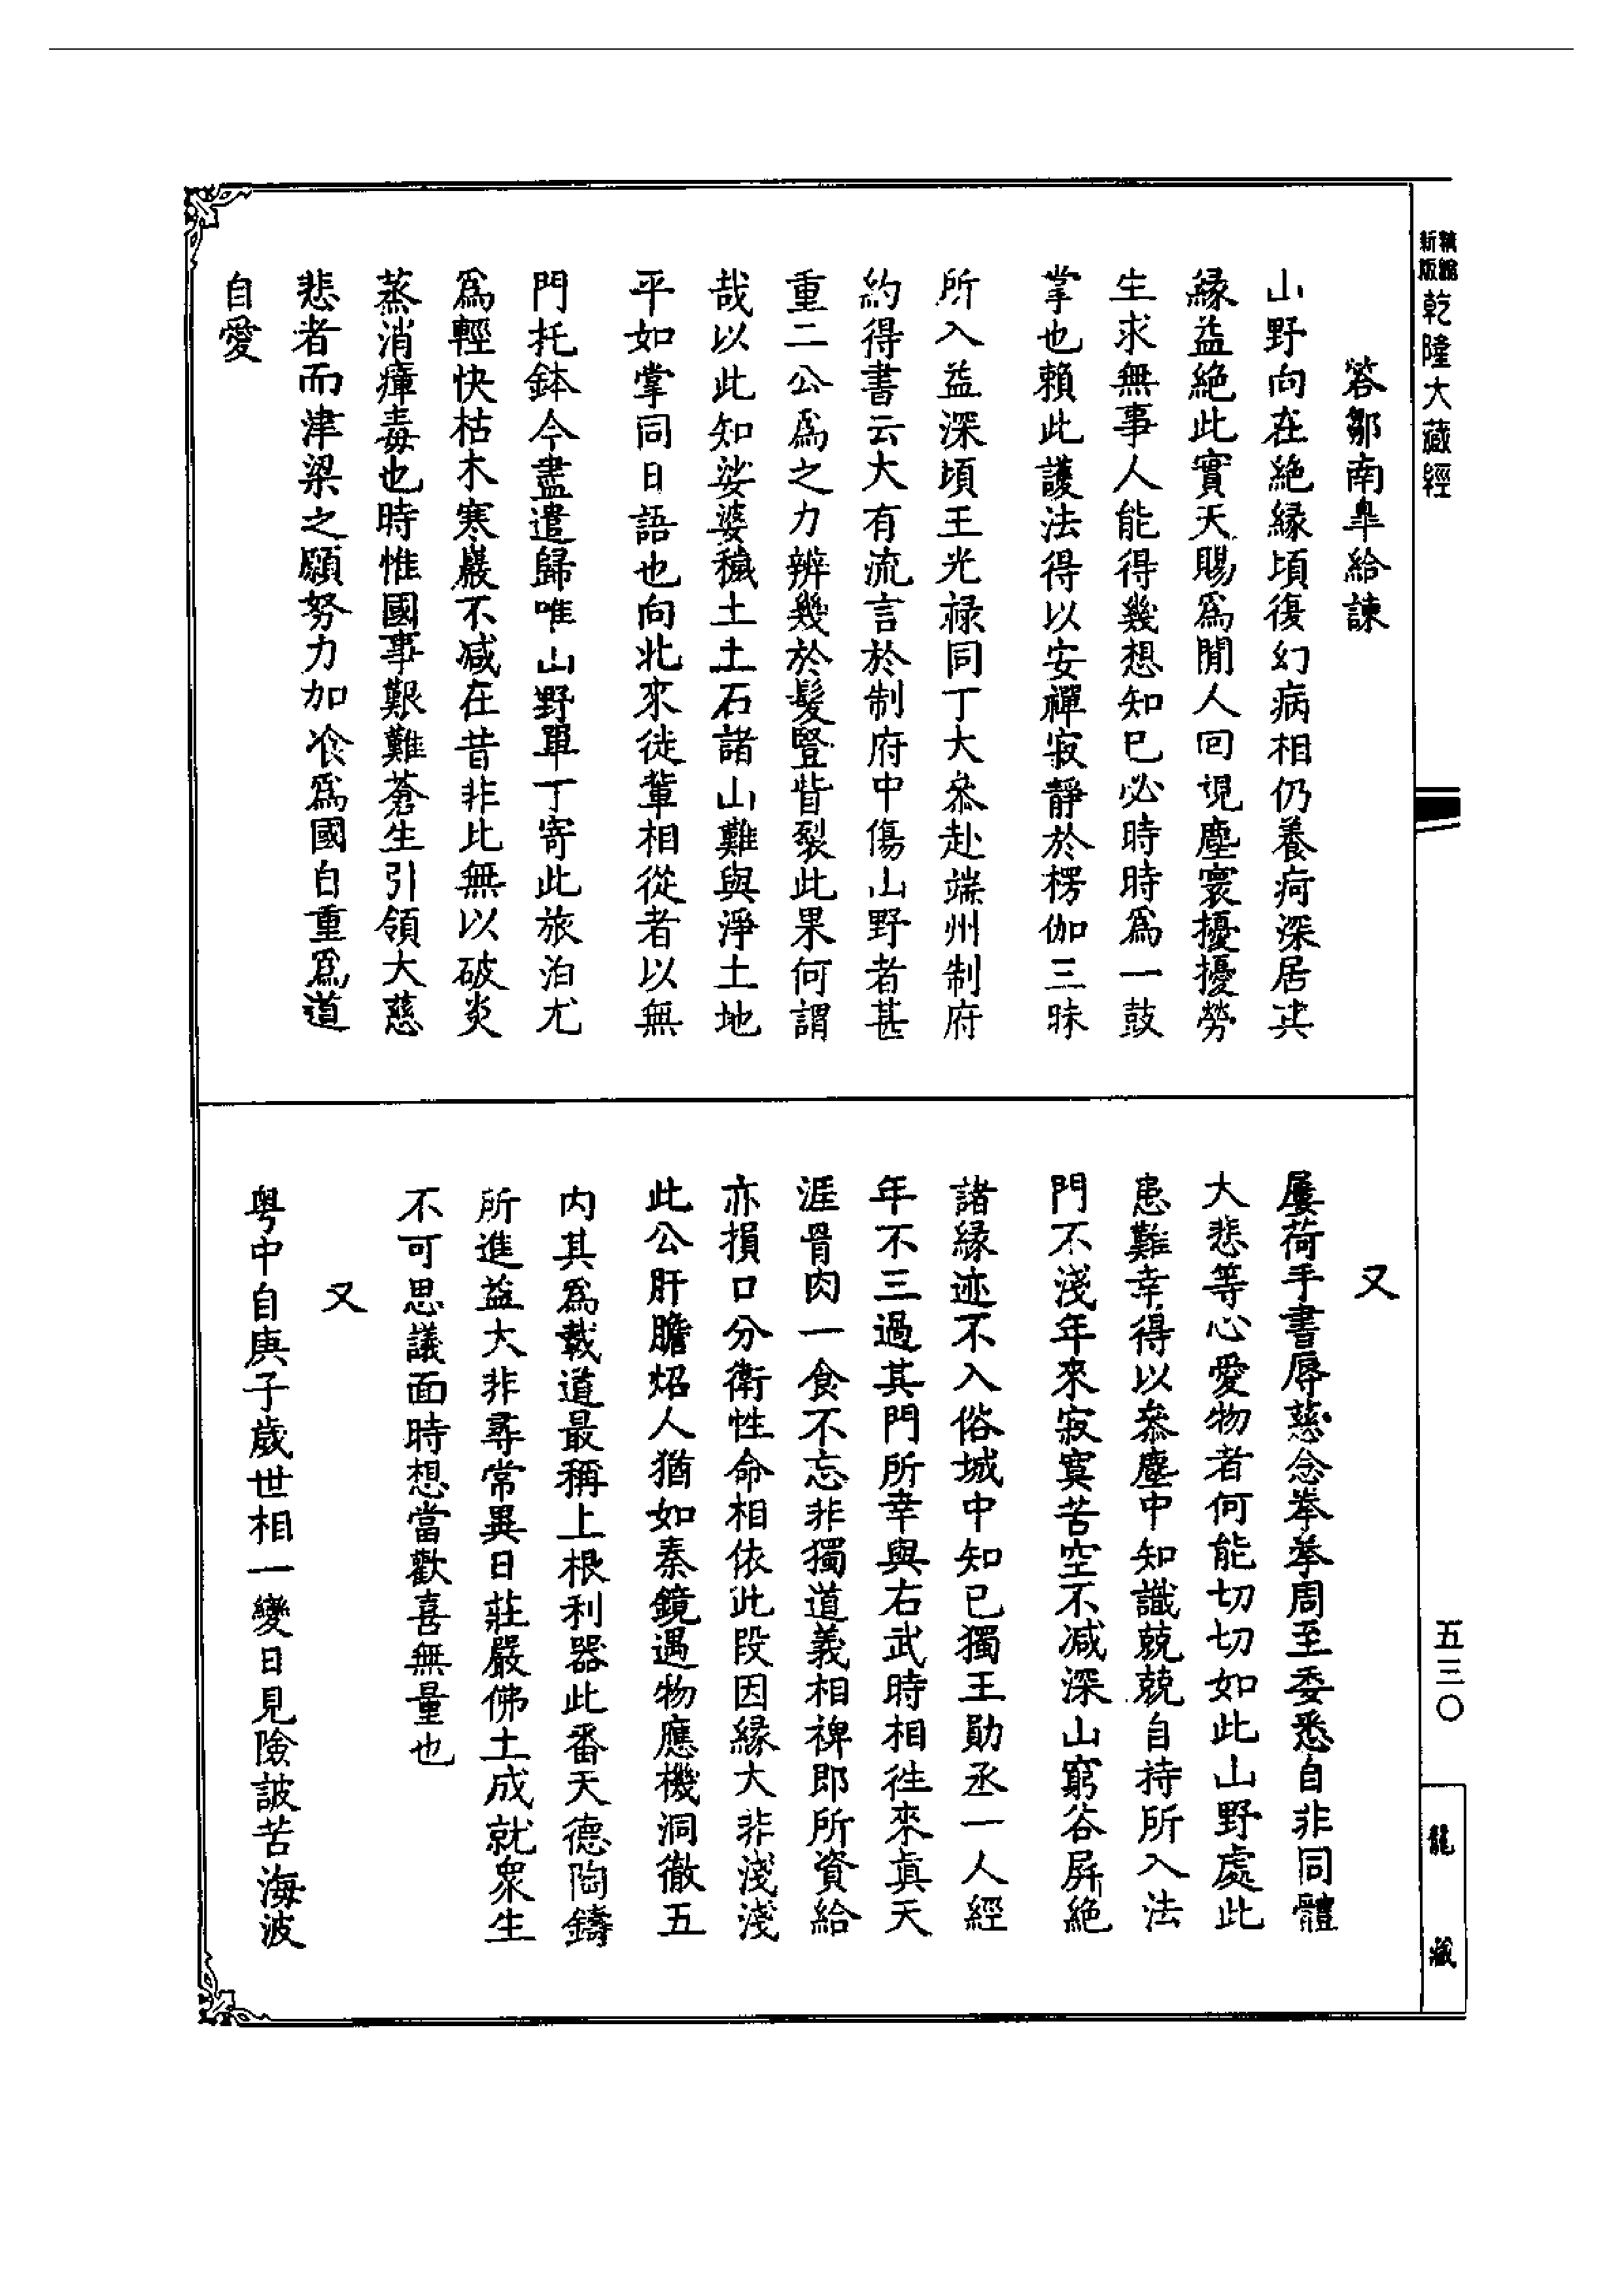 新編
新版
乾隆大藏經
答鄒南臯給諫
山野向在絶縁頃復幻病相仍養疴深居其
縁益絶此實天賜爲閒人回視塵寰擾擾勞
生求無事人能得幾想知已必時時爲一鼓
掌也賴此護法得以安禪寂靜於楞伽三昧
所入益深頃王光禄同丁大叅赴端州制府
約得書云大有流言於制府中傷山野者甚
重二公爲之力辨幾於髮豎眥裂此果何謂
哉以此知娑婆穢土土石諸山難與淨土地
平如掌同日語也向北來徒輩相從者以無
門托鉢今盡遣歸唯山野單丁寄此旅泊尤
爲輕快枯木寒巖不減在昔非此無以破炎
蒸消瘴毒也時惟國事艱難蒼生引領大慈
悲者而津梁之願努力加飡爲國自重爲道
自愛
又
屢荷手書辱慈念拳拳周至委悉自非同體
大悲等心愛物者何能切切如此山野處此
患難幸得以叅塵中知識兢兢自持所入法
門不淺年來寂寞苦空不减深山窮谷屏絶
諸縁迹不入俗城中知已獨王勛丞一人經
年不三過其門所幸與右武時相徃來眞天
涯骨肉一食不忘非獨道義相裨即所資給
亦損口分衛性命相依此段因縁大非淺淺
此公肝膽炤人猶如秦鏡遇物應機洞徹五
内其爲載道最稱上根利器此番天德陶鑄
所進益大非尋常異日莊嚴佛土成就衆生
不可思議面時想當歡喜無量也
又
粤中自庚子歲世相一變日見險詖苦海波
五三〇
龍藏